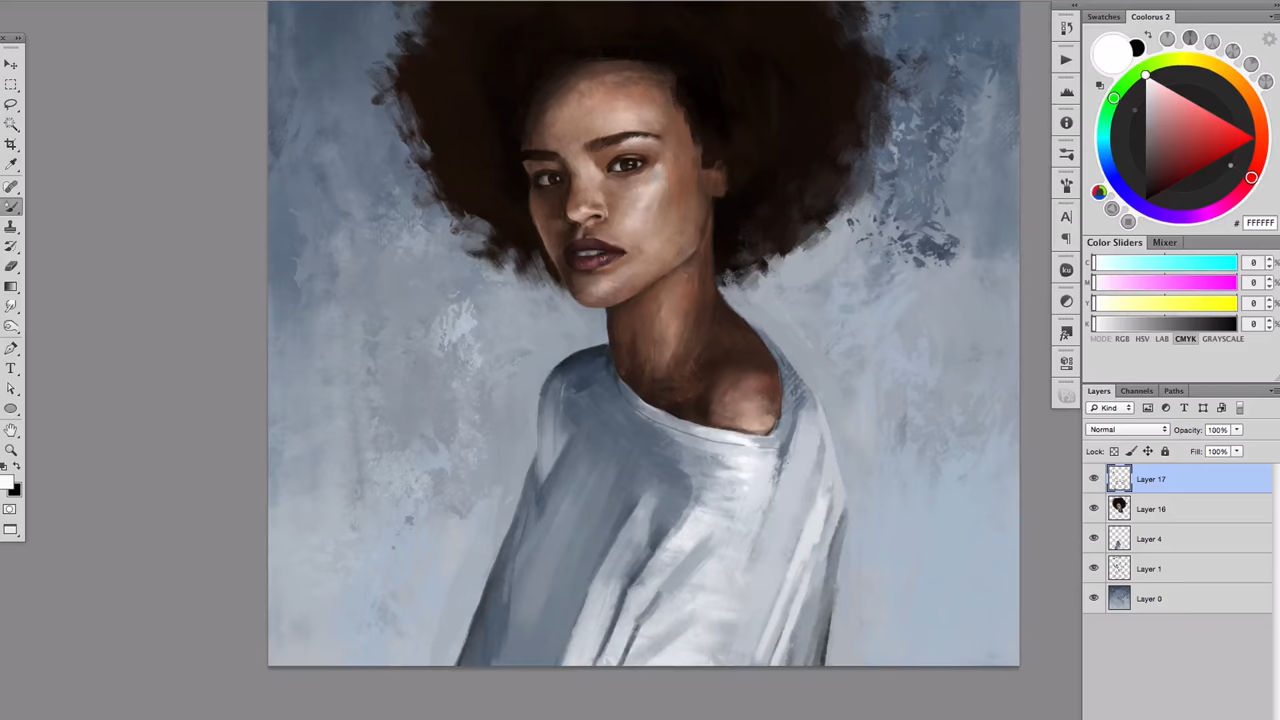 Swatches Coolorus 2
# FFFFFF
Color Sliders Mixer
C 0 %
M 0 %
Y 0 %
K 0 %
MODE RGB HSV LAB CMYK GRAYSCALE
Layers Channels Paths
Kind
Normal Opacity: 100%
Lock: Fill: 100%
Layer 17
Layer 16
Layer 4
Layer 1
Layer 0